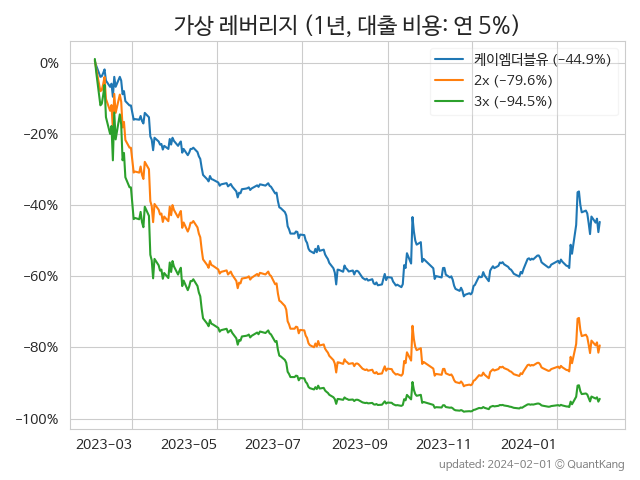 가상 레버리지 (1년, 대출 비용: 연 5%)
케이엠더블유 (−44.9%)
2x (−79.6%)
3x (−94.5%)
0%
−20%
−40%
−60%
−80%
−100%
2023-03 2023-05 2023-07 2023-09 2023-11 2024-01
updated: 2024-02-01 © QuantKang